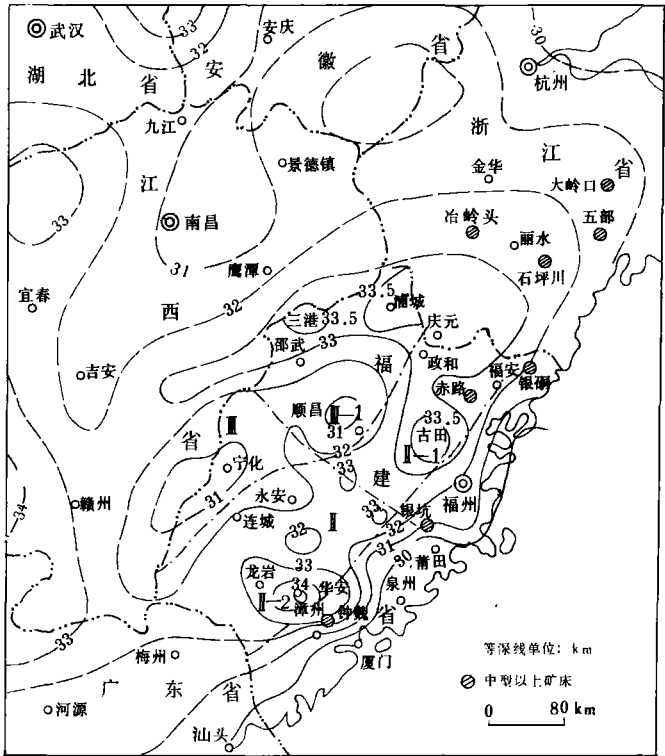 武汉
安庆
33
32
湖北省
安徽省
30
杭州
九江
浙江省
景德镇
金华
大岭口
江西省
南昌
冶岭头
五部
丽水
33
31
鹰潭
石坪川
宜春
32
33.5
浦城
三港
33.5
庆元
邵武
33
福建省
政和
福安
吉安
赤路
银硐
顺昌
Ⅲ—1
31
33.5
古田
Ⅲ
32
Ⅱ—1
宁化
33
31
永安
福州
34
赣州
33
银坑
连城
Ⅱ
32
32
31
30
莆田
33
龙岩
34
华安
Ⅱ—2
漳州
钟魏
泉州
33
梅州
厦门
等深线单位: km
中型以上矿床
广东省
河源
0 80 km
汕头